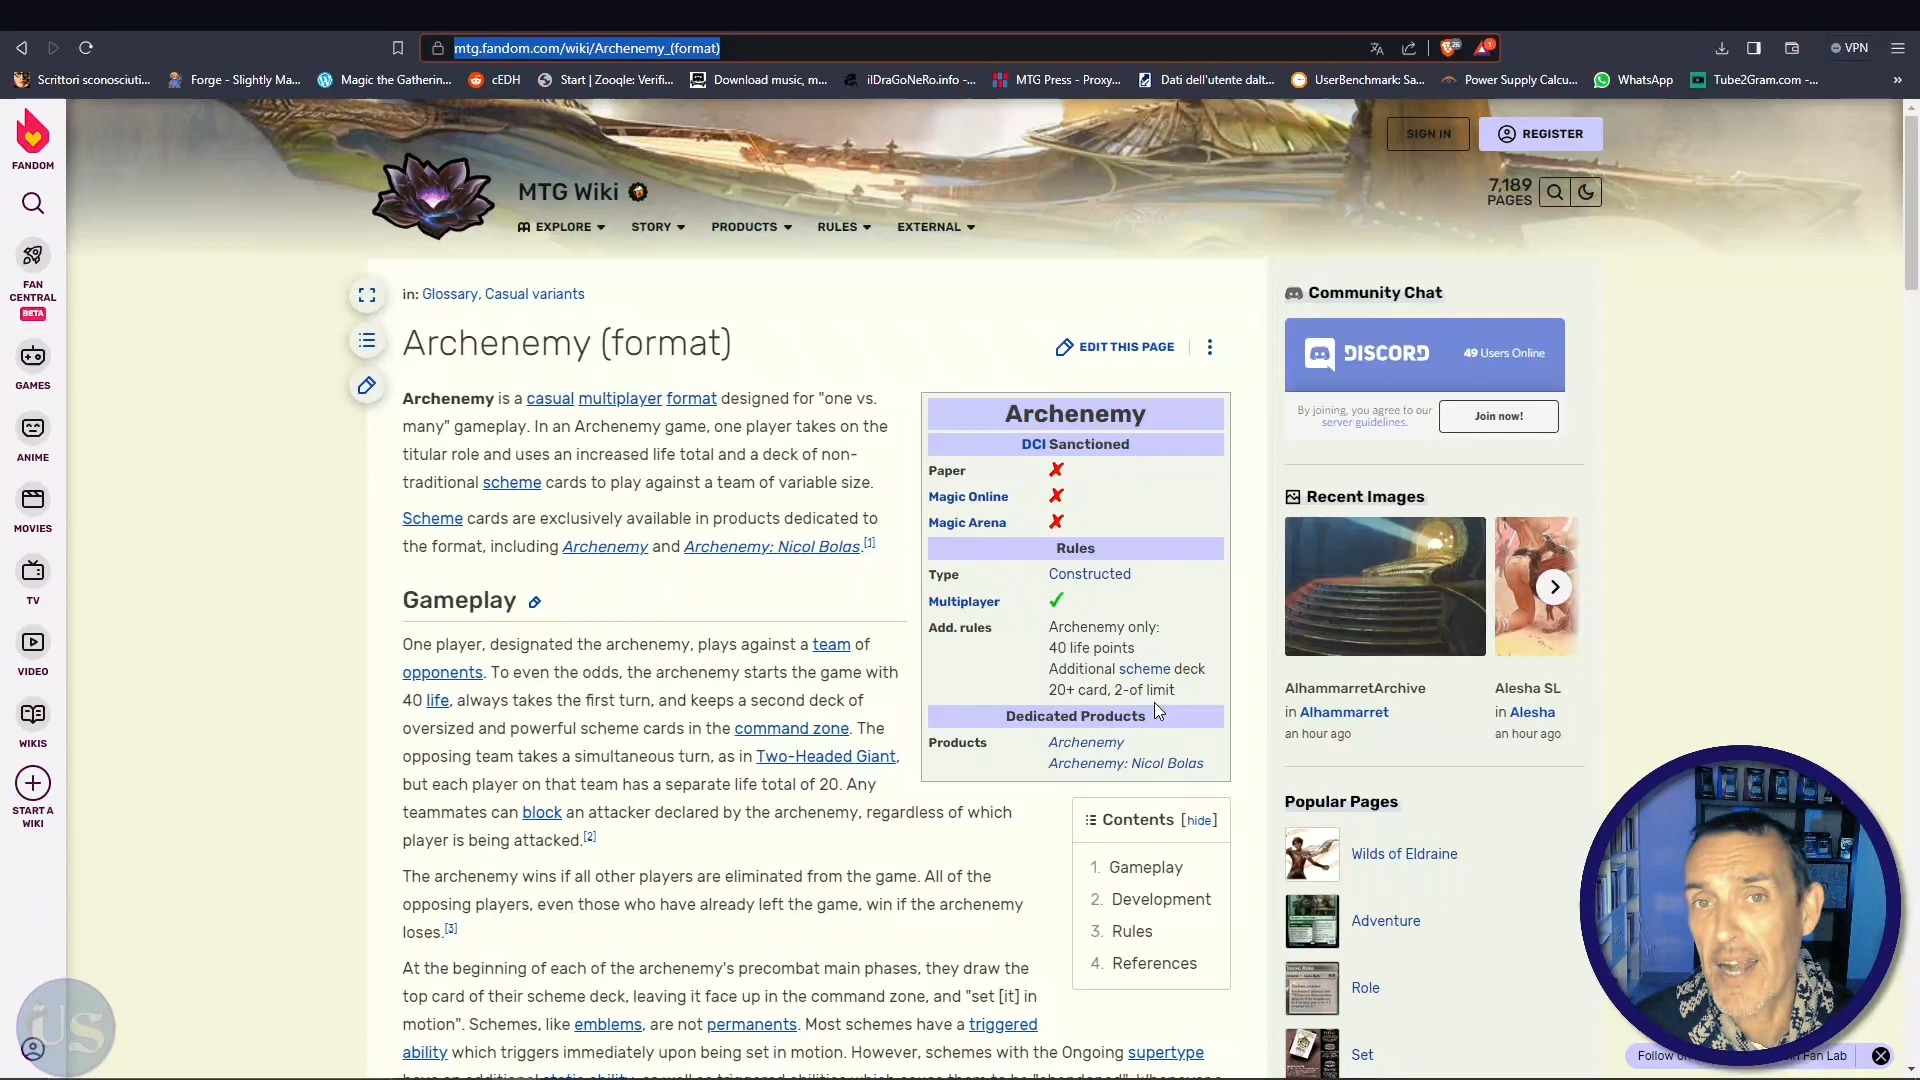 mtg.fandom.com/wiki/Archenemy_(format)
26
1
VPN
Scrittori sconosciuti...
Forge - Slightly Ma...
Magic the Gatherin...
cEDH
Start | Zooqle: Verifi...
Download music, m...
ilDraGoNeRo.info -...
MTG Press - Proxy...
Dati dell'utente dalt...
UserBenchmark: Sa...
Power Supply Calcu...
WhatsApp
Tube2Gram.com -...
»
FANDOM
FAN
CENTRAL
BETA
GAMES
ANIME
MOVIES
TV
VIDEO
WIKIS
START A
WIKI
US
SIGN IN
REGISTER
MTG Wiki
7,189
PAGES
EXPLORE
STORY
PRODUCTS
RULES
EXTERNAL
in: Glossary, Casual variants
Archenemy (format)
EDIT THIS PAGE
Archenemy is a casual multiplayer format designed for "one vs.
many" gameplay. In an Archenemy game, one player takes on the
titular role and uses an increased life total and a deck of non-
traditional scheme cards to play against a team of variable size.
Scheme cards are exclusively available in products dedicated to
the format, including Archenemy and Archenemy: Nicol Bolas.[1]
Gameplay
One player, designated the archenemy, plays against a team of
opponents. To even the odds, the archenemy starts the game with
40 life, always takes the first turn, and keeps a second deck of
oversized and powerful scheme cards in the command zone. The
opposing team takes a simultaneous turn, as in Two-Headed Giant,
but each player on that team has a separate life total of 20. Any
teammates can block an attacker declared by the archenemy, regardless of which
player is being attacked.[2]
The archenemy wins if all other players are eliminated from the game. All of the
opposing players, even those who have already left the game, win if the archenemy
loses.[3]
At the beginning of each of the archenemy's precombat main phases, they draw the
top card of their scheme deck, leaving it face up in the command zone, and "set [it] in
motion". Schemes, like emblems, are not permanents. Most schemes have a triggered
ability which triggers immediately upon being set in motion. However, schemes with the Ongoing supertype
Archenemy
DCI Sanctioned
Paper ✗
Magic Online ✗
Magic Arena ✗
Rules
Type Constructed
Multiplayer ✓
Add. rules Archenemy only:
40 life points
Additional scheme deck
20+ card, 2-of limit
Dedicated Products
Products Archenemy
Archenemy: Nicol Bolas
Contents [hide]
1. Gameplay
2. Development
3. Rules
4. References
Community Chat
DISCORD
49 Users Online
By joining, you agree to our
server guidelines.
Join now!
Recent Images
AlhammarretArchive
in Alhammarret
an hour ago
Alesha SL
in Alesha
an hour ago
Popular Pages
Wilds of Eldraine
Adventure
Role
Set
Follow
Fan Lab